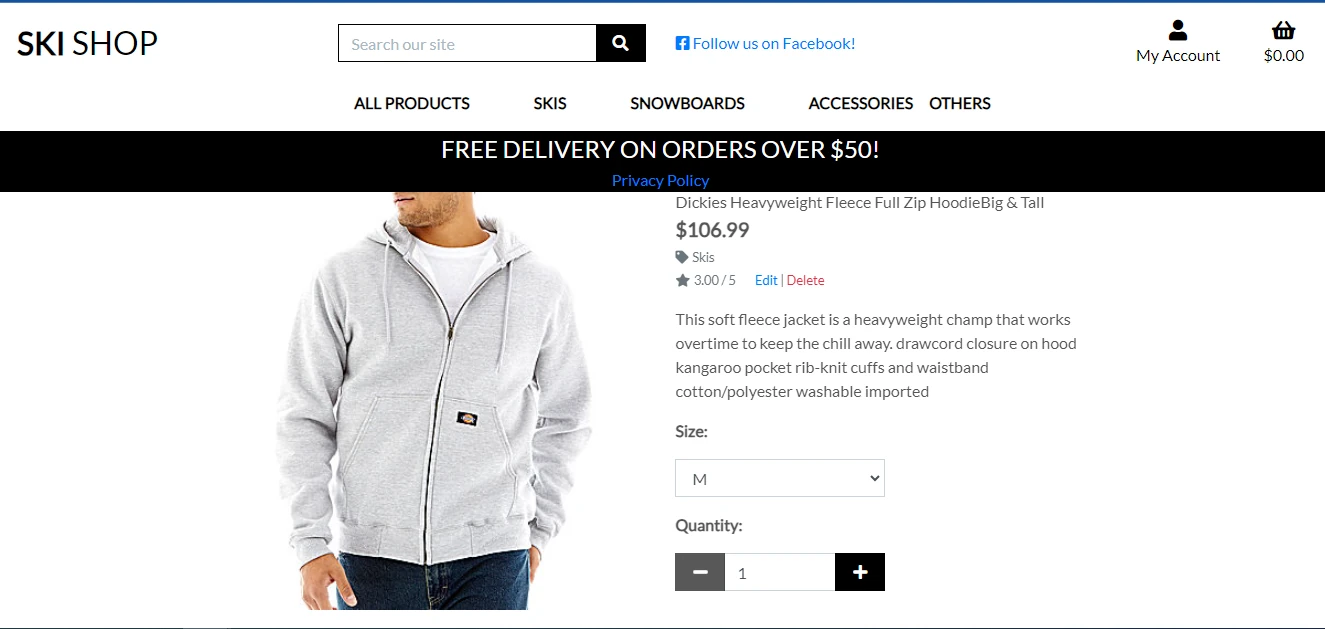 SKI SHOP
Search our site
Follow us on Facebook!
My Account
$0.00
ALL PRODUCTS SKIS SNOWBOARDS ACCESSORIES OTHERS
FREE DELIVERY ON ORDERS OVER $50!
Privacy Policy
Dickies Heavyweight Fleece Full Zip HoodieBig & Tall
$106.99
Skis
3.00 / 5 Edit | Delete
This soft fleece jacket is a heavyweight champ that works
overtime to keep the chill away. drawcord closure on hood
kangaroo pocket rib-knit cuffs and waistband
cotton/polyester washable imported
Size:
M
Quantity:
1